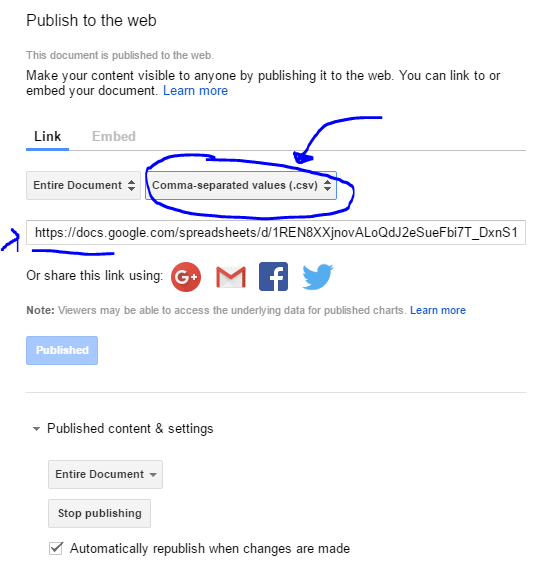 Publish to the web
This document is published to the web.
Make your content visible to anyone by publishing it to the web. You can link to or
embed your document. Learn more
Link Embed
Entire Document Comma-separated values (.csv)
https://docs.google.com/spreadsheets/d/1REN8XXjnovALoQdJ2eSueFbi7T_DxnS1
Or share this link using: G+ M f
Note: Viewers may be able to access the underlying data for published charts. Learn more
Published
Published content & settings
Entire Document
Stop publishing
Automatically republish when changes are made